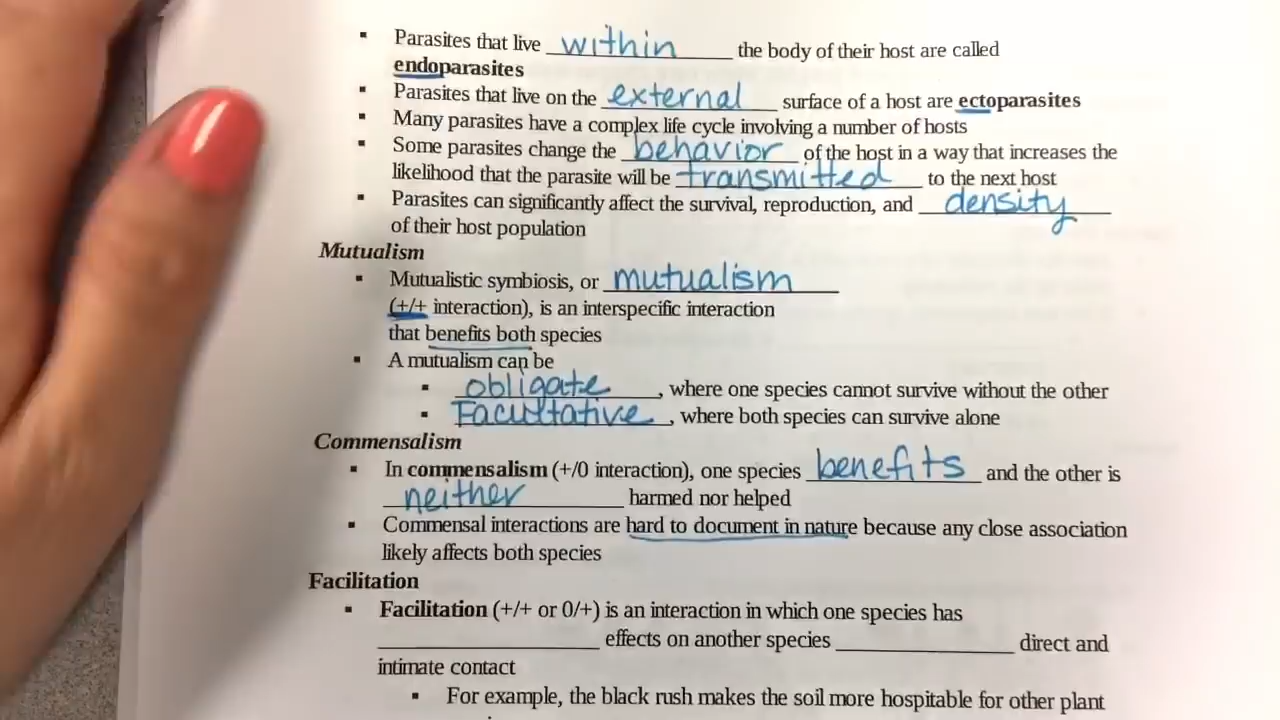 ▪ Parasites that live within the body of their host are called
endoparasites
▪ Parasites that live on the external surface of a host are ectoparasites
▪ Many parasites have a complex life cycle involving a number of hosts
▪ Some parasites change the behavior of the host in a way that increases the
likelihood that the parasite will be transmitted to the next host
▪ Parasites can significantly affect the survival, reproduction, and density
of their host population
Mutualism
▪ Mutualistic symbiosis, or mutualism
(+/+ interaction), is an interspecific interaction
that benefits both species
▪ A mutualism can be
▪ obligate, where one species cannot survive without the other
▪ Facultative, where both species can survive alone
Commensalism
▪ In commensalism (+/0 interaction), one species benefits and the other is
neither harmed nor helped
▪ Commensal interactions are hard to document in nature because any close association
likely affects both species
Facilitation
▪ Facilitation (+/+ or 0/+) is an interaction in which one species has
____________________ effects on another species ________________ direct and
intimate contact
▪ For example, the black rush makes the soil more hospitable for other plant